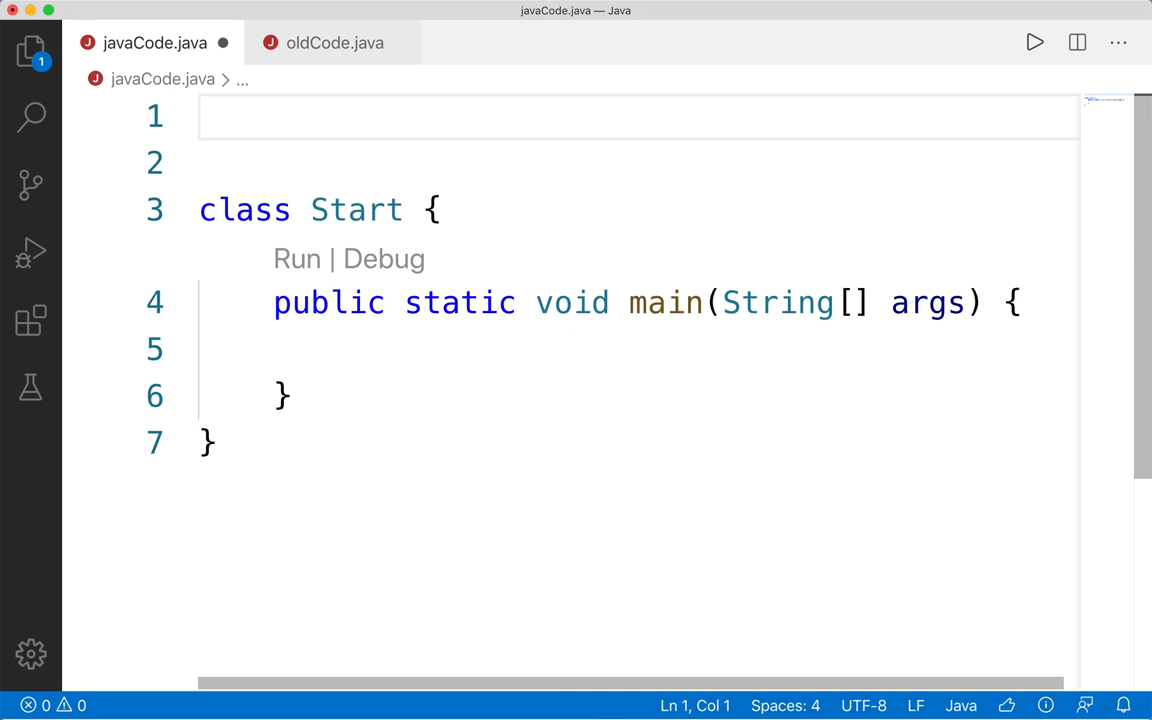 javaCode.java — Java
javaCode.java oldCode.java
1
javaCode.java > ...
1
2
3 class Start {
Run | Debug
4 public static void main(String[] args) {
5
6 }
7 }
0 0 Ln 1, Col 1 Spaces: 4 UTF-8 LF Java